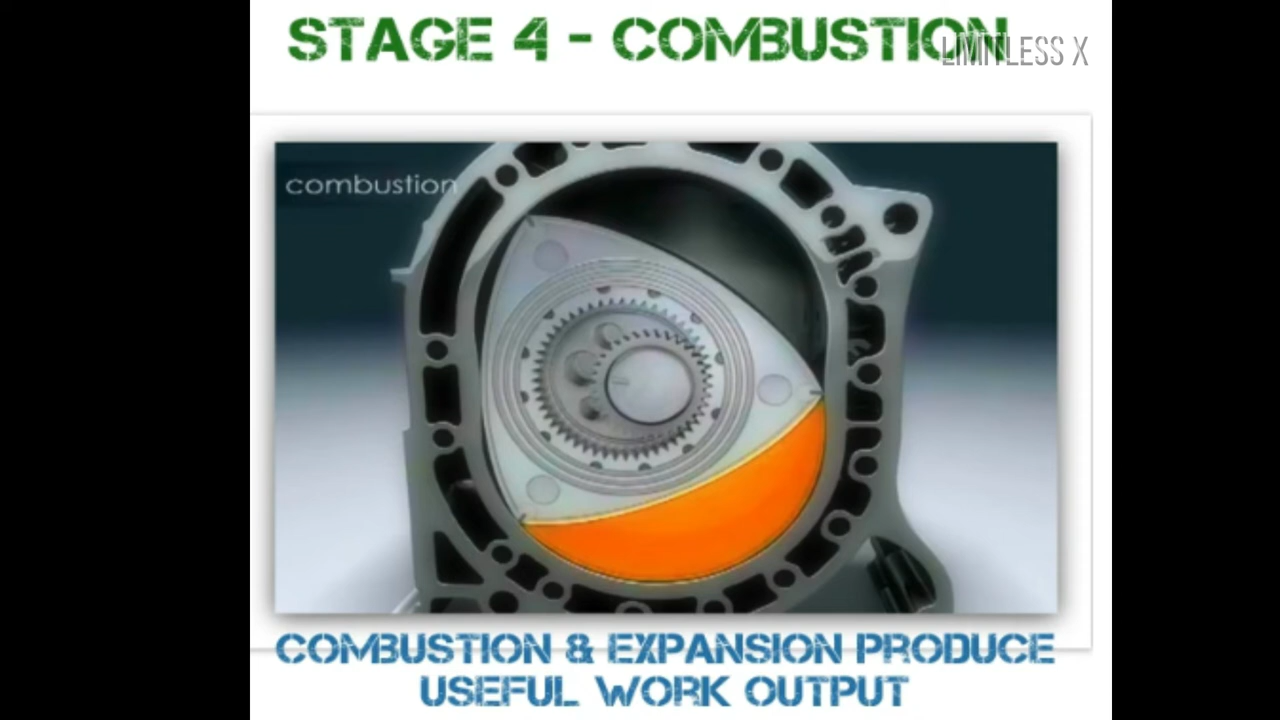 STAGE 4 - COMBUSTION
LIMITLESS X
combustion
COMBUSTION & EXPANSION PRODUCE
USEFUL WORK OUTPUT